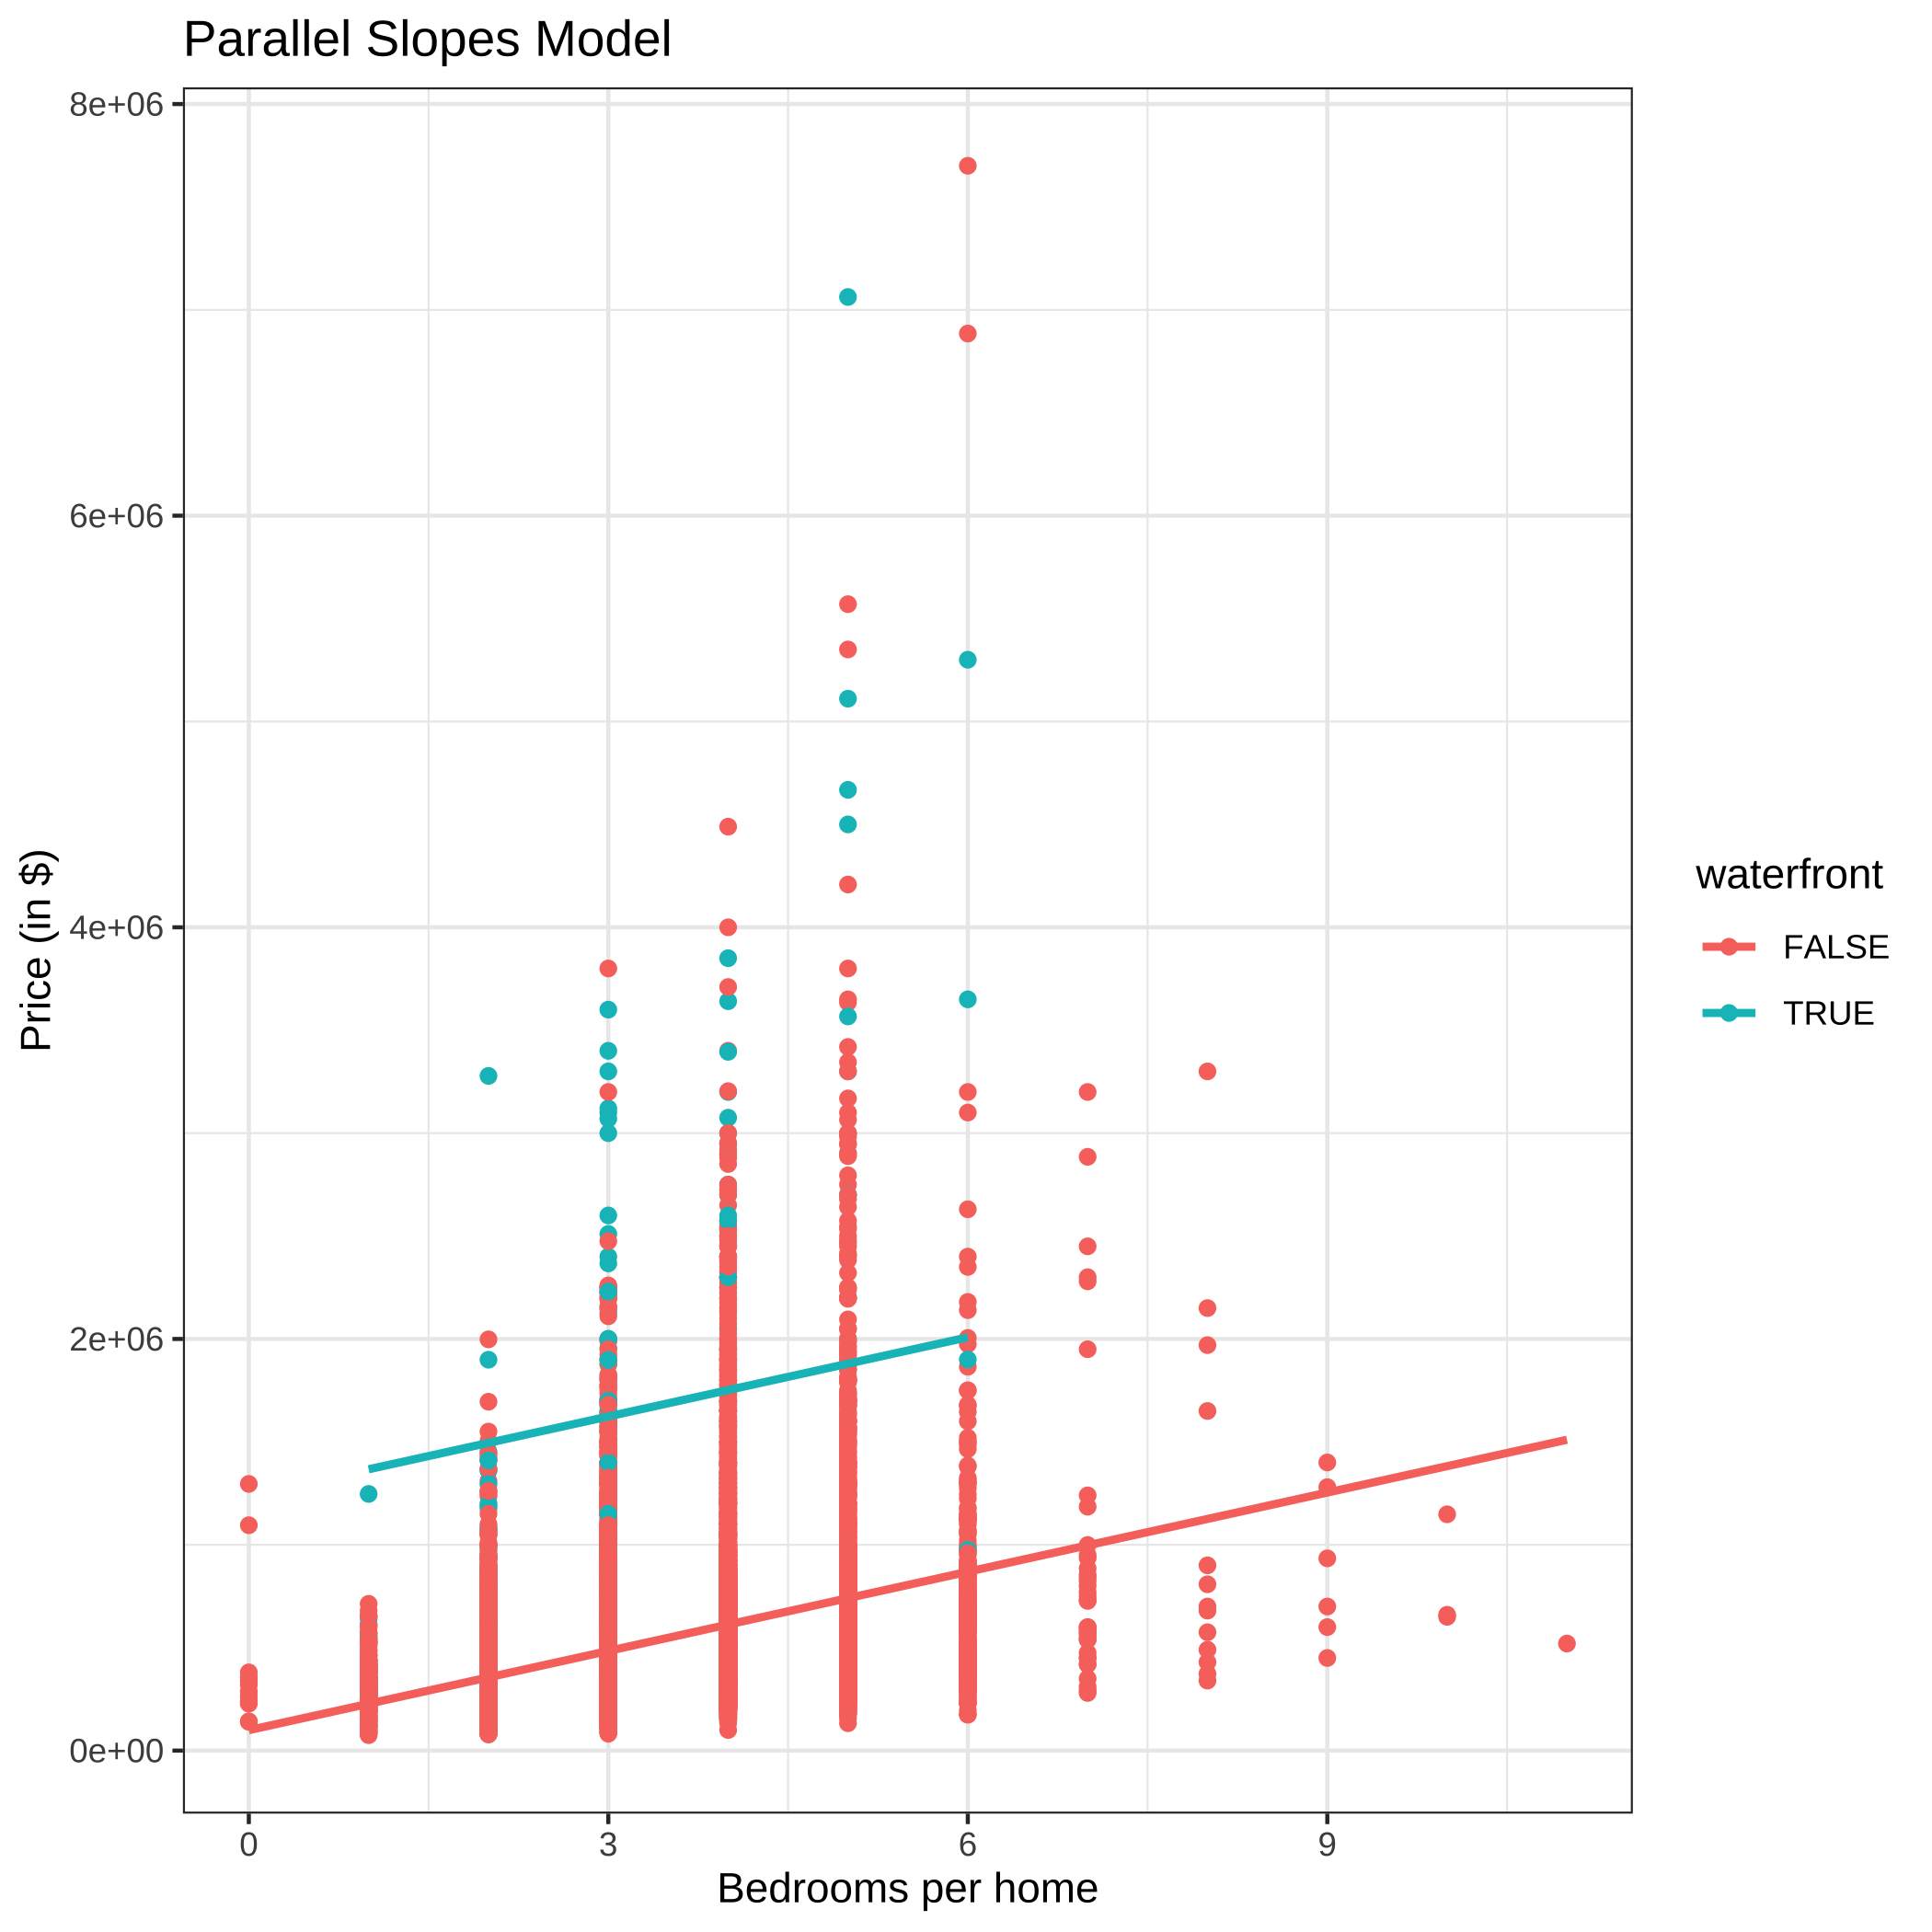 Parallel Slopes Model
8e+06
6e+06
4e+06
2e+06
0e+00
Price (in $)
0
3
6
9
Bedrooms per home
waterfront
FALSE
TRUE